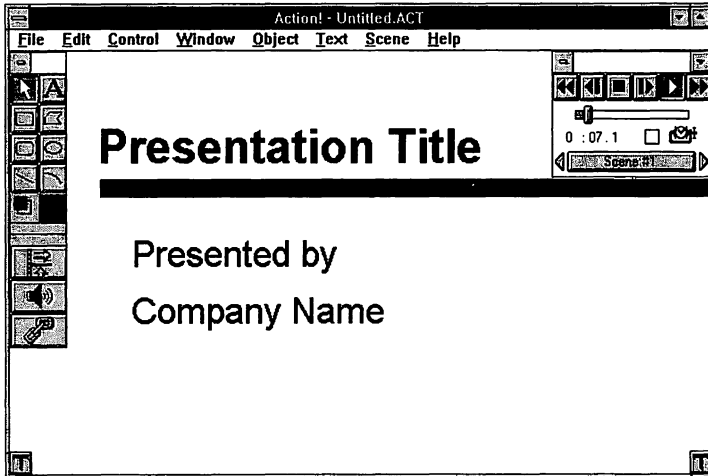 Action! - Untitled.ACT
File Edit Control Window Object Text Scene Help
A
0 :07.1
Scene #1
Presentation Title
Presented by
Company Name